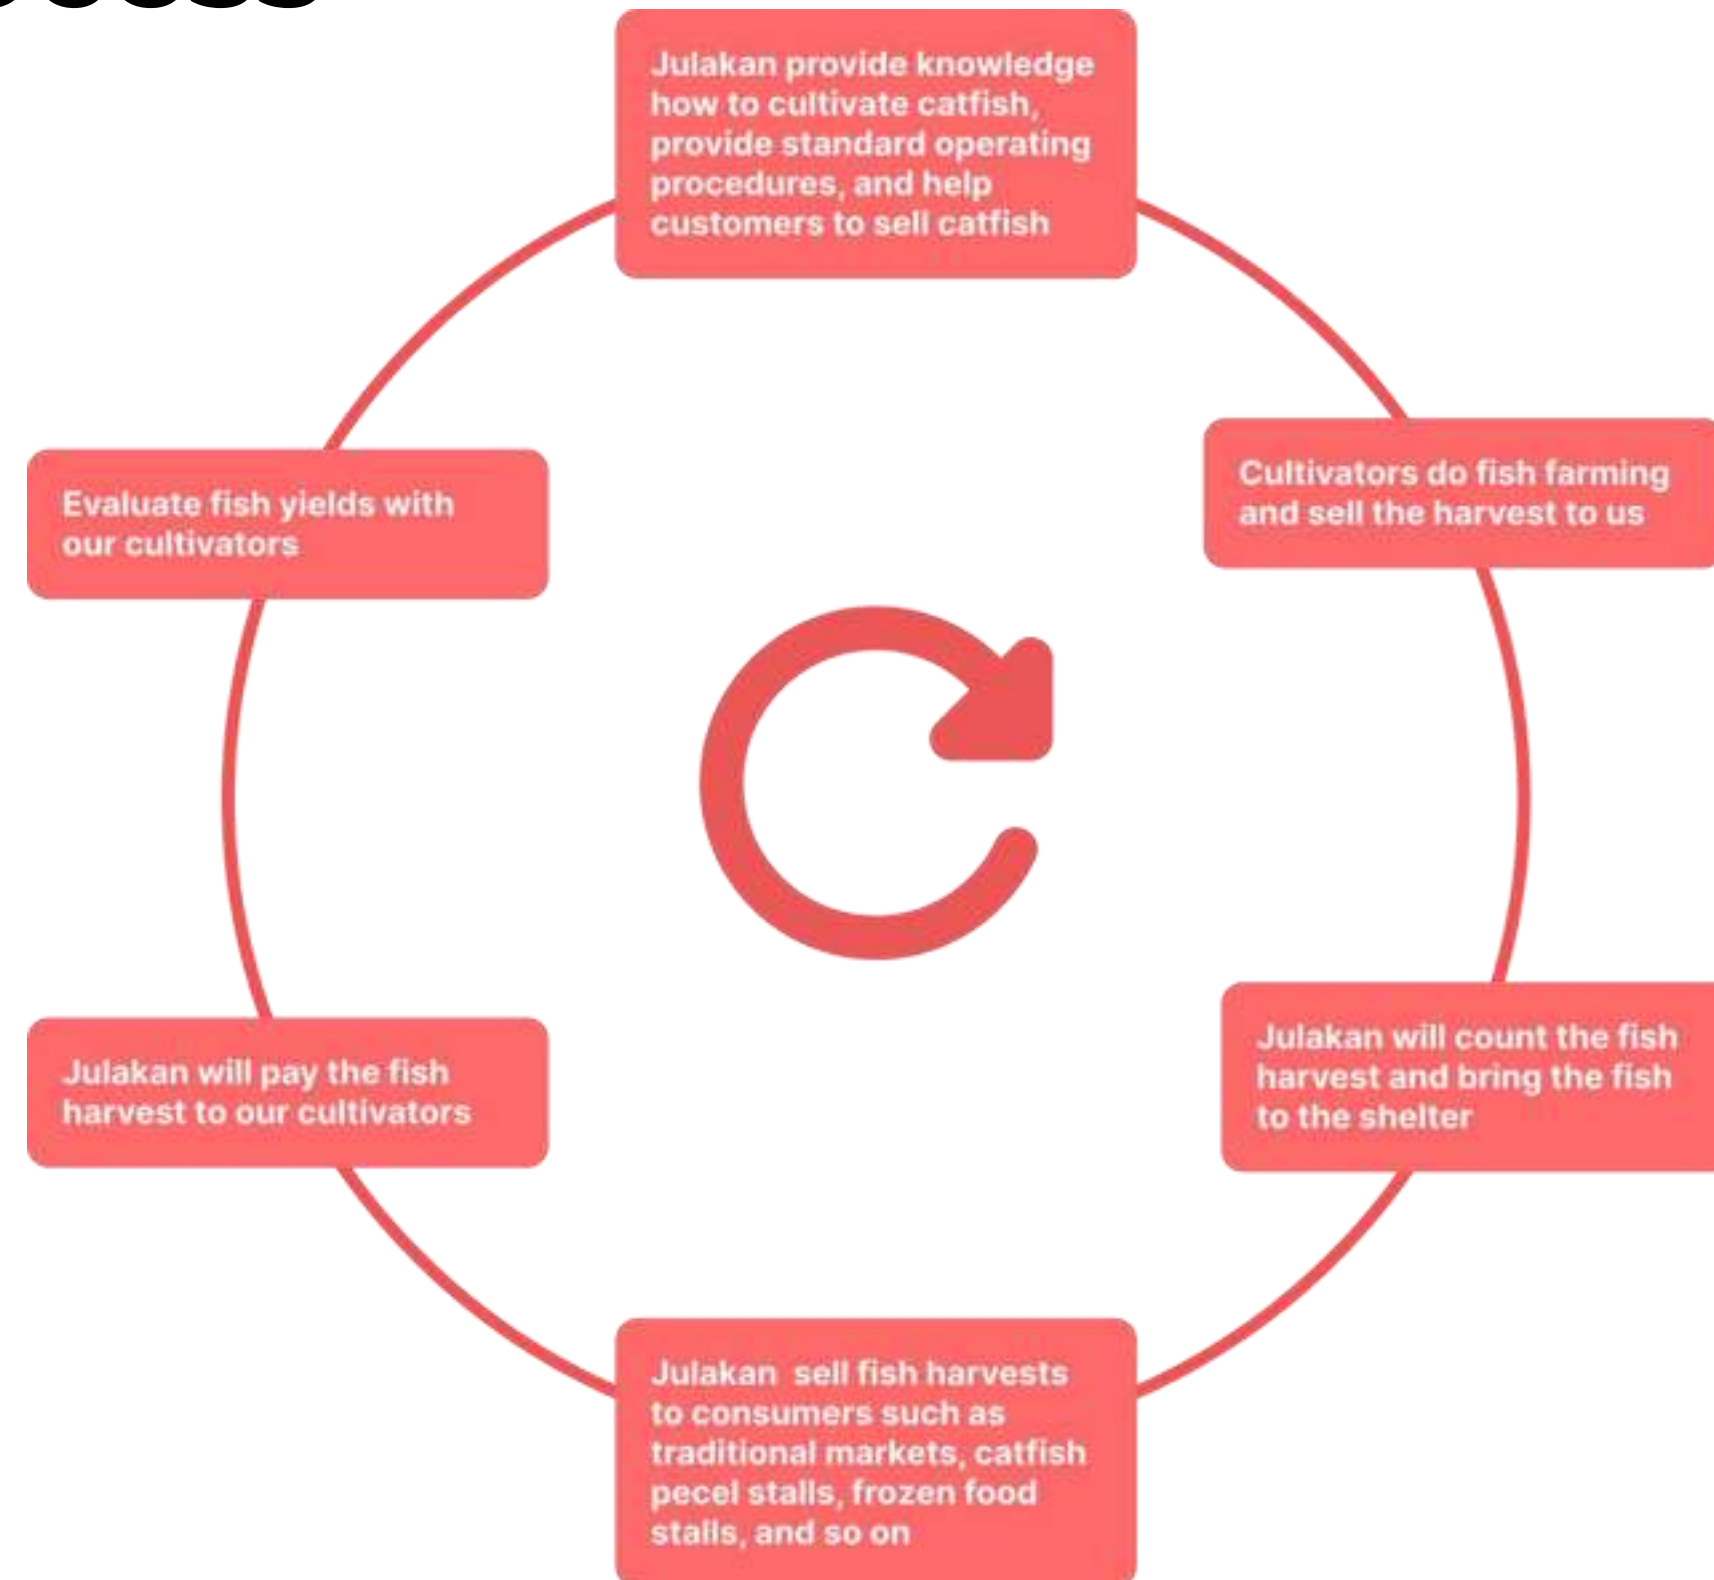 Julakan provide knowledge
how to cultivate catfish,
provide standard operating
procedures, and help
customers to sell catfish
Cultivators do fish farming
and sell the harvest to us
Julakan will count the fish
harvest and bring the fish
to the shelter
Julakan  sell fish harvests
to consumers such as
traditional markets, catfish
pecel stalls, frozen food
stalls, and so on
Julakan will pay the fish
harvest to our cultivators
Evaluate fish yields with
our cultivators